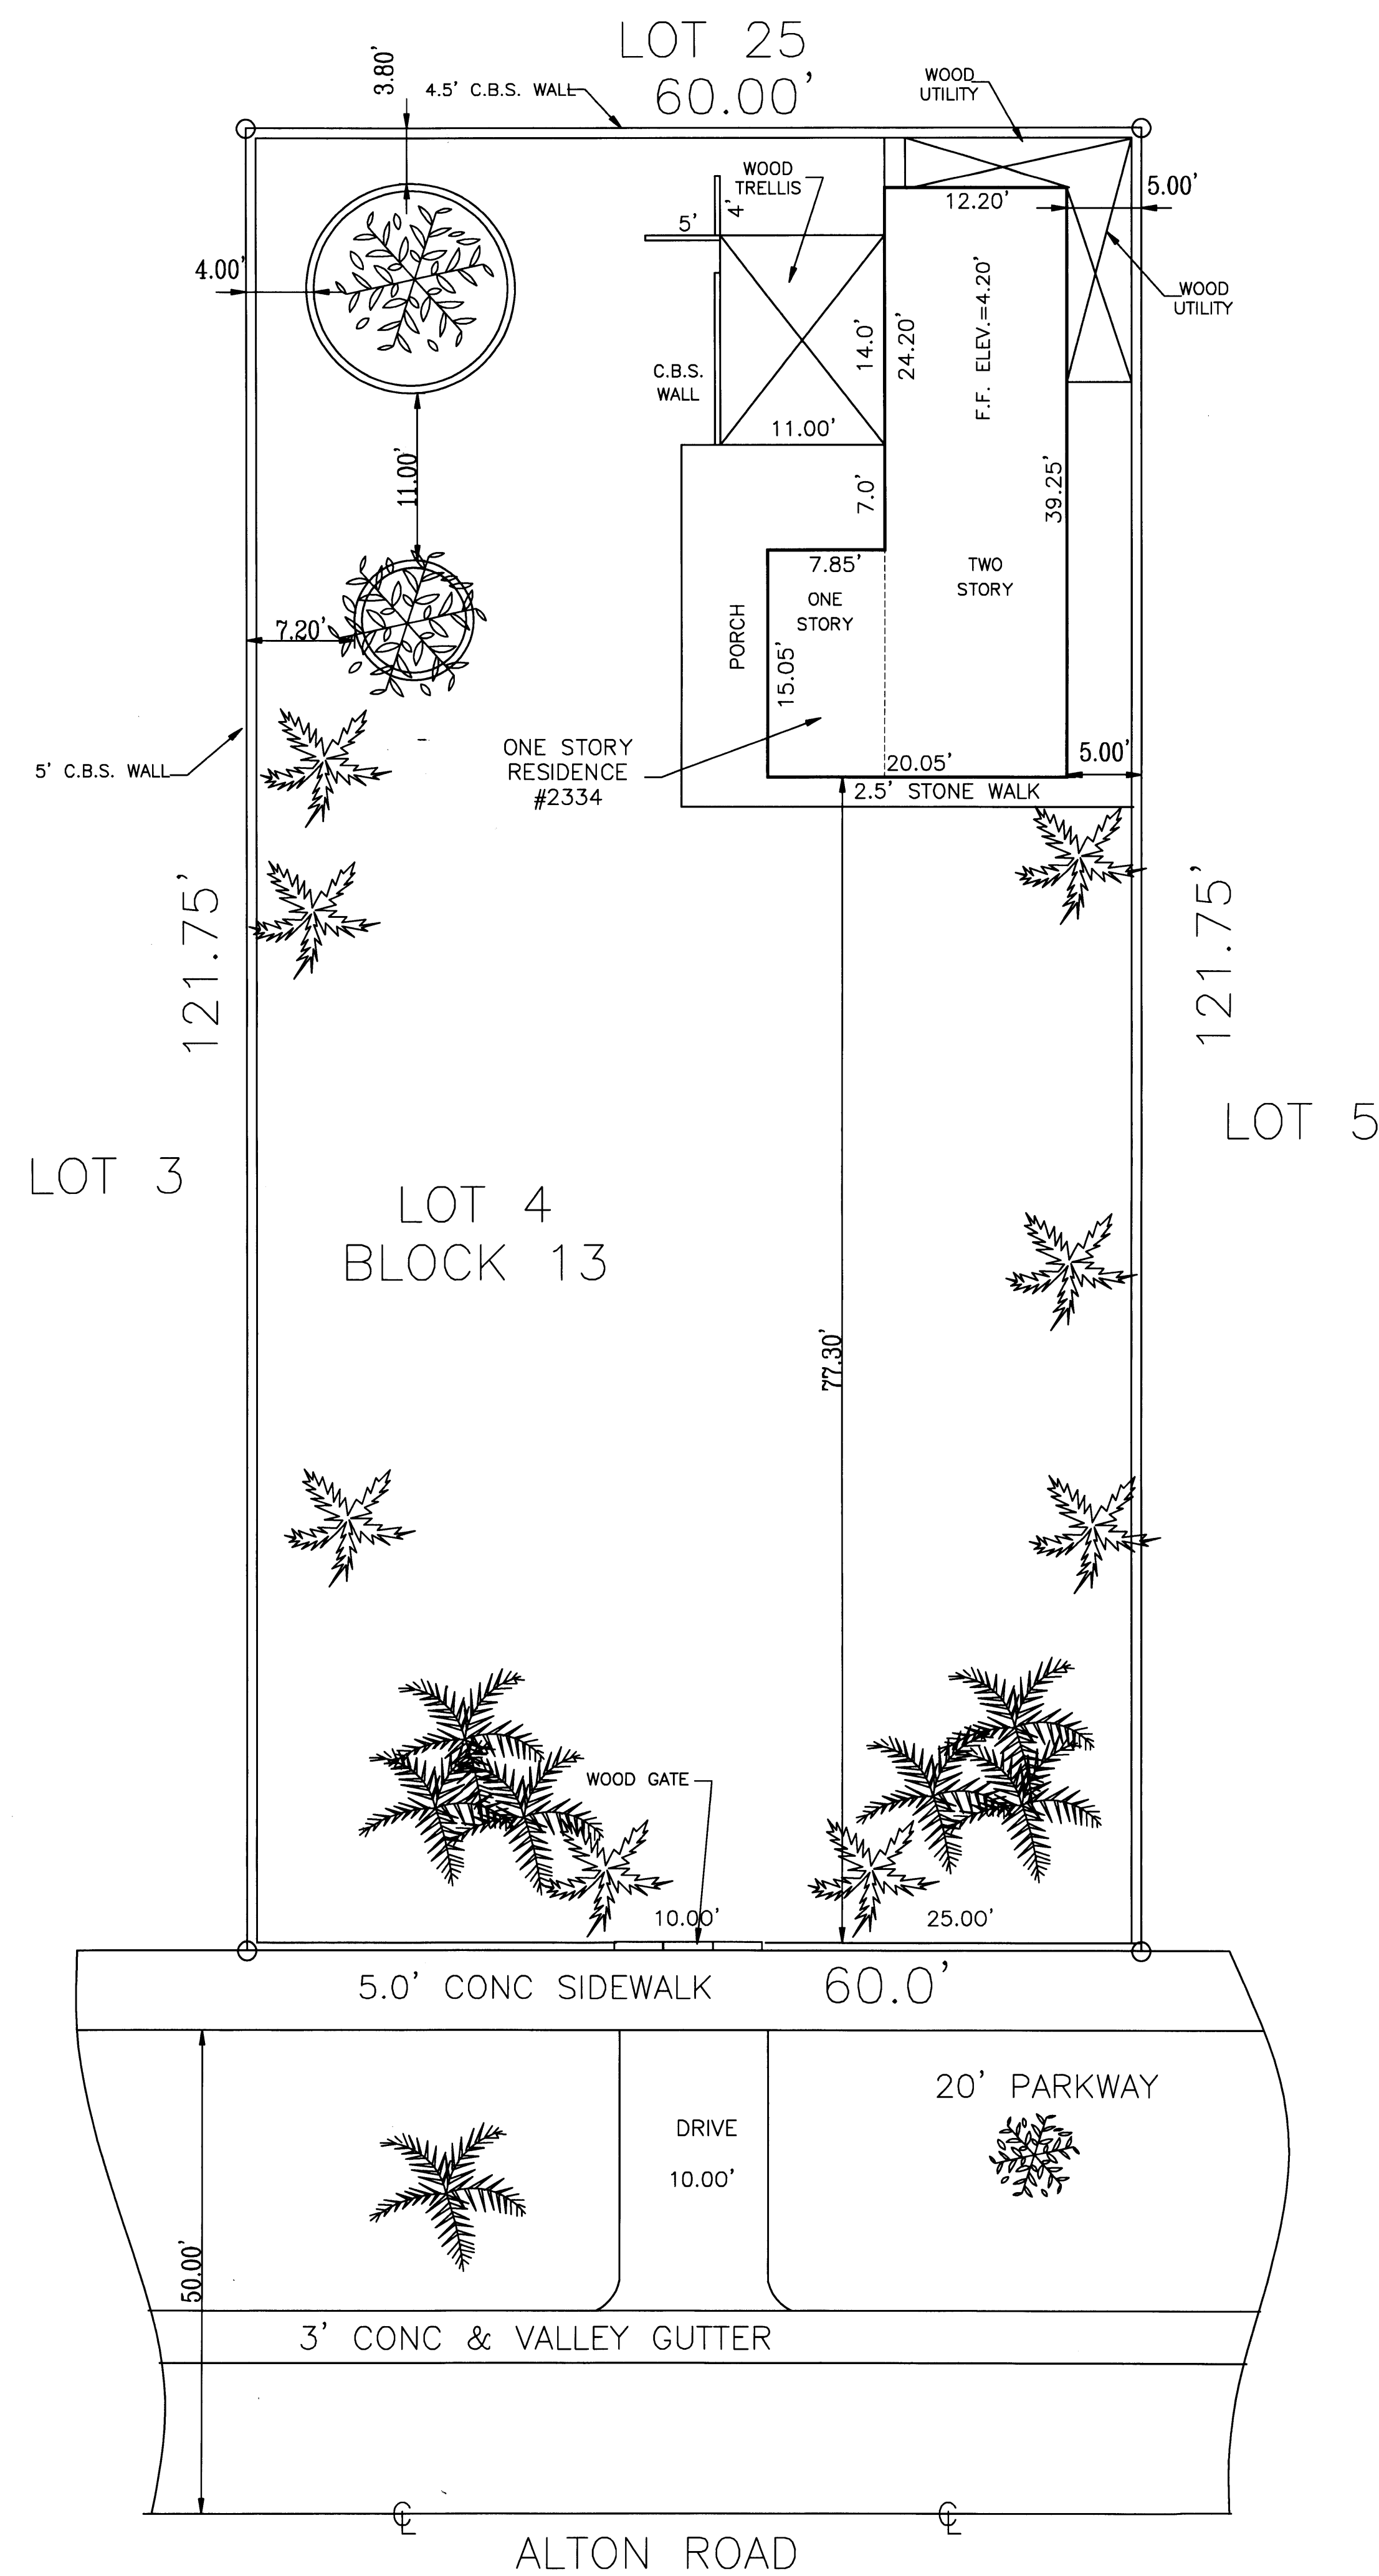 LOT 25
60.00'
3.80'
4.5' C.B.S. WALL
WOOD
UTILITY
WOOD
TRELLIS
5.00'
12.20'
4'
5'
4.00'
WOOD
UTILITY
F.F. ELEV.=4.20'
14.0'
24.20'
C.B.S.
WALL
11.00'
11.00'
7.0'
39.25'
7.85'
TWO
STORY
ONE
STORY
PORCH
7.20'
15.05'
ONE STORY
RESIDENCE
#2334
5' C.B.S. WALL
20.05'
5.00'
2.5' STONE WALK
121.75'
121.75'
LOT 5
LOT 3
LOT 4
BLOCK 13
77.30'
WOOD GATE
10.00'
25.00'
5.0' CONC SIDEWALK
60.0'
20' PARKWAY
DRIVE
10.00'
50.00'
3' CONC & VALLEY GUTTER
℄
℄
ALTON ROAD